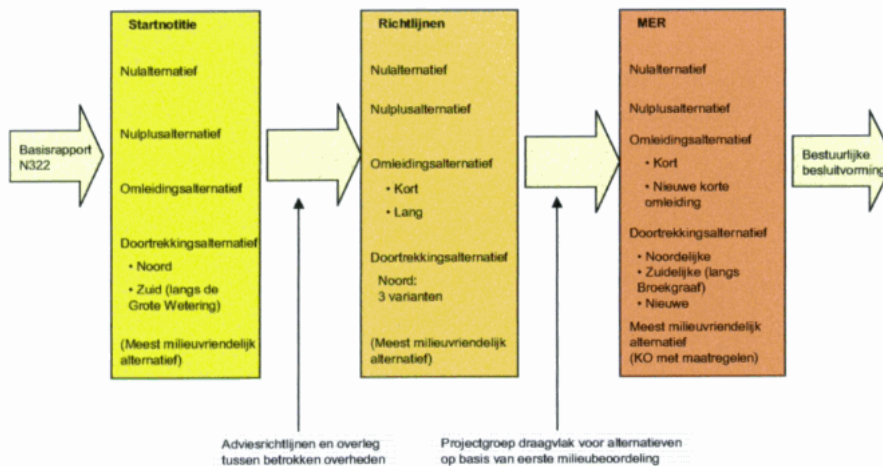 Basisrapport
N322
Startnotitie
Nulalternatief
Nulplusalternatief
Omleidingsalternatief
Doortrekkingsalternatief
• Noord
• Zuid (langs de
Grote Wetering)
(Meest milieuvriendelijk
alternatief)
Richtlijnen
Nulalternatief
Nulplusalternatief
Omleidingsalternatief
• Kort
• Lang
Doortrekkingsalternatief
Noord:
3 varianten
(Meest milieuvriendelijk
alternatief)
MER
Nulalternatief
Nulplusalternatief
Omleidingsalternatief
• Kort
• Nieuwe korte
omleiding
Doortrekkingsalternatief
• Noordelijke
• Zuidelijke (langs
Broekgraaf)
• Nieuwe
Meest milieuvriendelijk
alternatief
(KO met maatregelen)
Bestuurlijke
besluitvorming
Adviesrichtlijnen en overleg
tussen betrokken overheden
Projectgroep draagvlak voor alternatieven
op basis van eerste milieubeoordeling